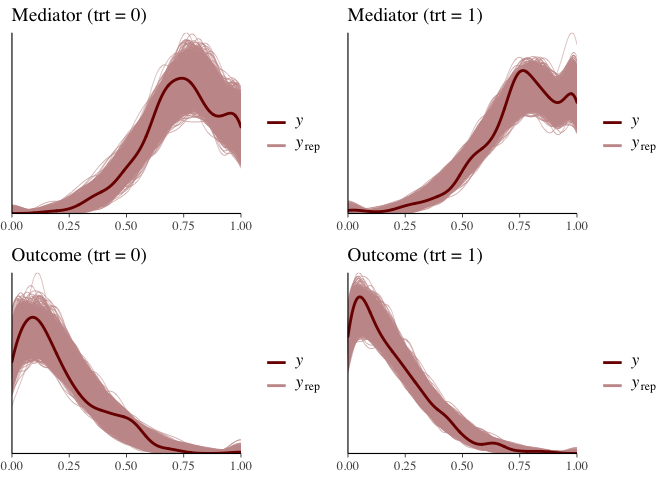 Mediator (trt = 0)
y
y rep
0.00 0.25 0.50 0.75 1.00
Mediator (trt = 1)
y
y rep
0.00 0.25 0.50 0.75 1.00
Outcome (trt = 0)
y
y rep
0.00 0.25 0.50 0.75 1.00
Outcome (trt = 1)
y
y rep
0.00 0.25 0.50 0.75 1.00